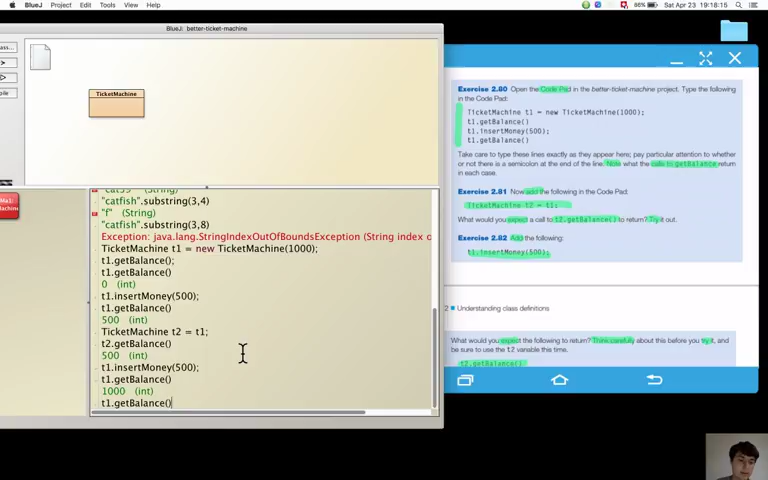 BlueJ Project Edit Tools View Help
86% Sat Apr 23 19:18:15
BlueJ: better-ticket-machine
TicketMachine
"catfish".substring(3,4)
"f" (String)
"catfish".substring(3,8)
Exception: java.lang.StringIndexOutOfBoundsException (String index o
TicketMachine t1 = new TicketMachine(1000);
t1.getBalance();
t1.getBalance()
0 (int)
t1.insertMoney(500);
t1.getBalance()
500 (int)
TicketMachine t2 = t1;
t2.getBalance()
500 (int)
t1.insertMoney(500);
t1.getBalance()
1000 (int)
t1.getBalance()
Exercise 2.80 Open the Code Pad in the better-ticket-machine project. Type the following
in the Code Pad:
TicketMachine t1 = new TicketMachine(1000);
t1.getBalance()
t1.insertMoney(500);
t1.getBalance()
Take care to type these lines exactly as they appear here; pay particular attention to whether
or not there is a semicolon at the end of the line. Note what the calls to getBalance return
in each case.
Exercise 2.81 Now add the following in the Code Pad:
TicketMachine t2 = t1;
What would you expect a call to t2.getBalance() to return? Try it out.
Exercise 2.82 Add the following:
t1.insertMoney(500);
2 ■ Understanding class definitions
What would you expect the following to return? Think carefully about this before you try it, and
be sure to use the t2 variable this time.
t2.getBalance()